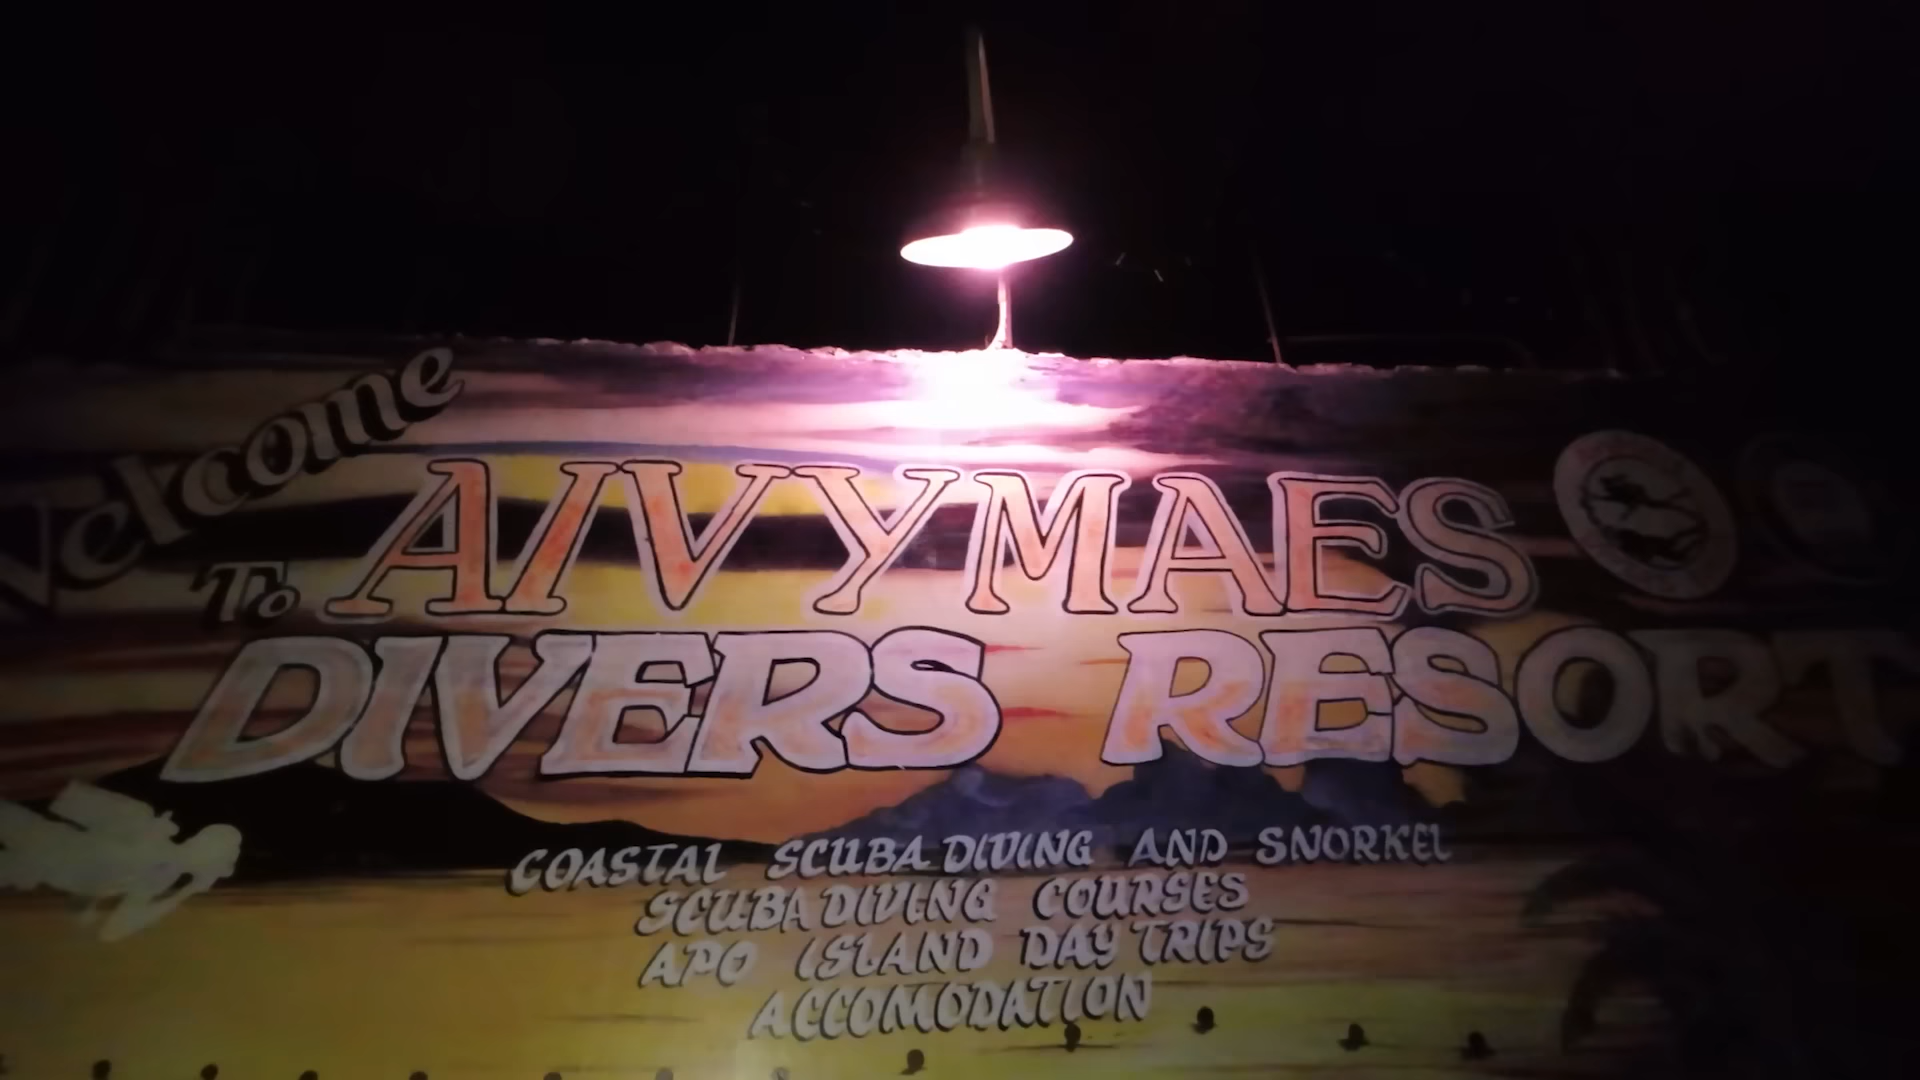 Welcome
To AIVYMAES
DIVERS RESORT
COASTAL SCUBA DIVING AND SNORKEL
SCUBA DIVING COURSES
APO ISLAND DAY TRIPS
ACCOMODATION